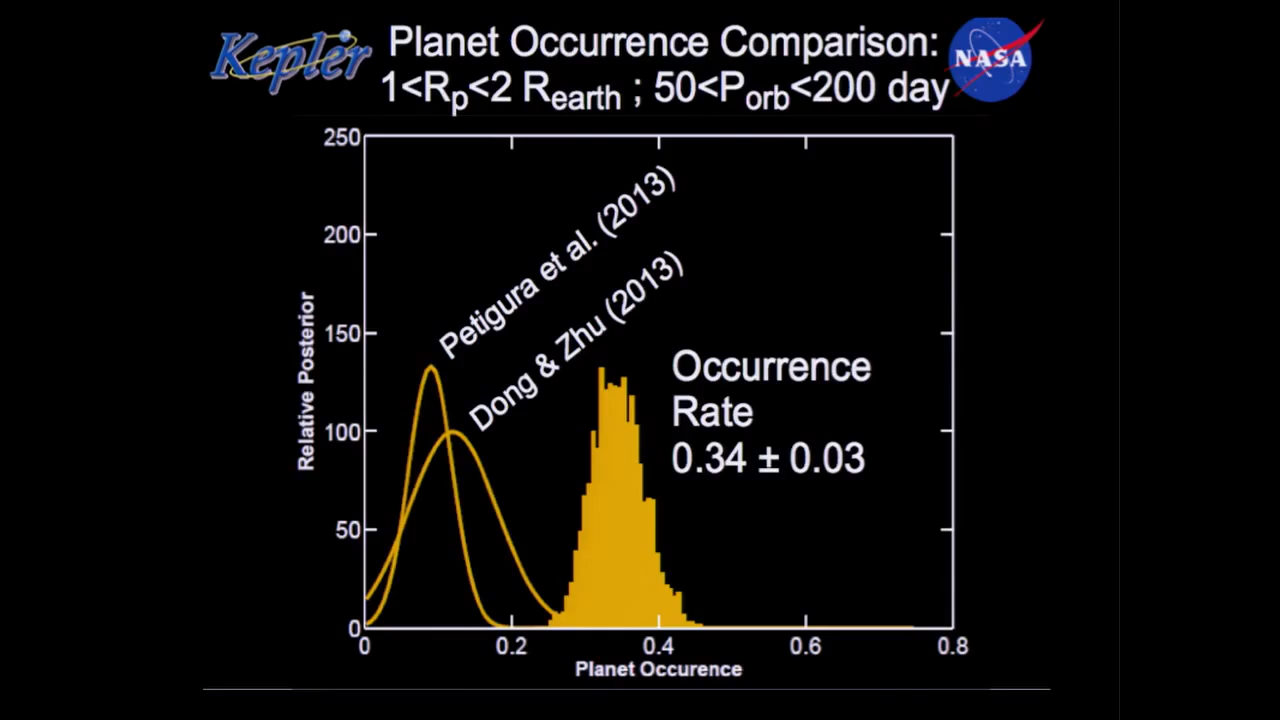 Kepler
Planet Occurrence Comparison:
NASA
1<Rp<2 Rearth ; 50<Porb<200 day
250
200
150
100
50
0
Relative Posterior
Petigura et al. (2013)
Dong & Zhu (2013)
Occurrence
Rate
0.34 ± 0.03
0
0.2
0.4
0.6
0.8
Planet Occurence